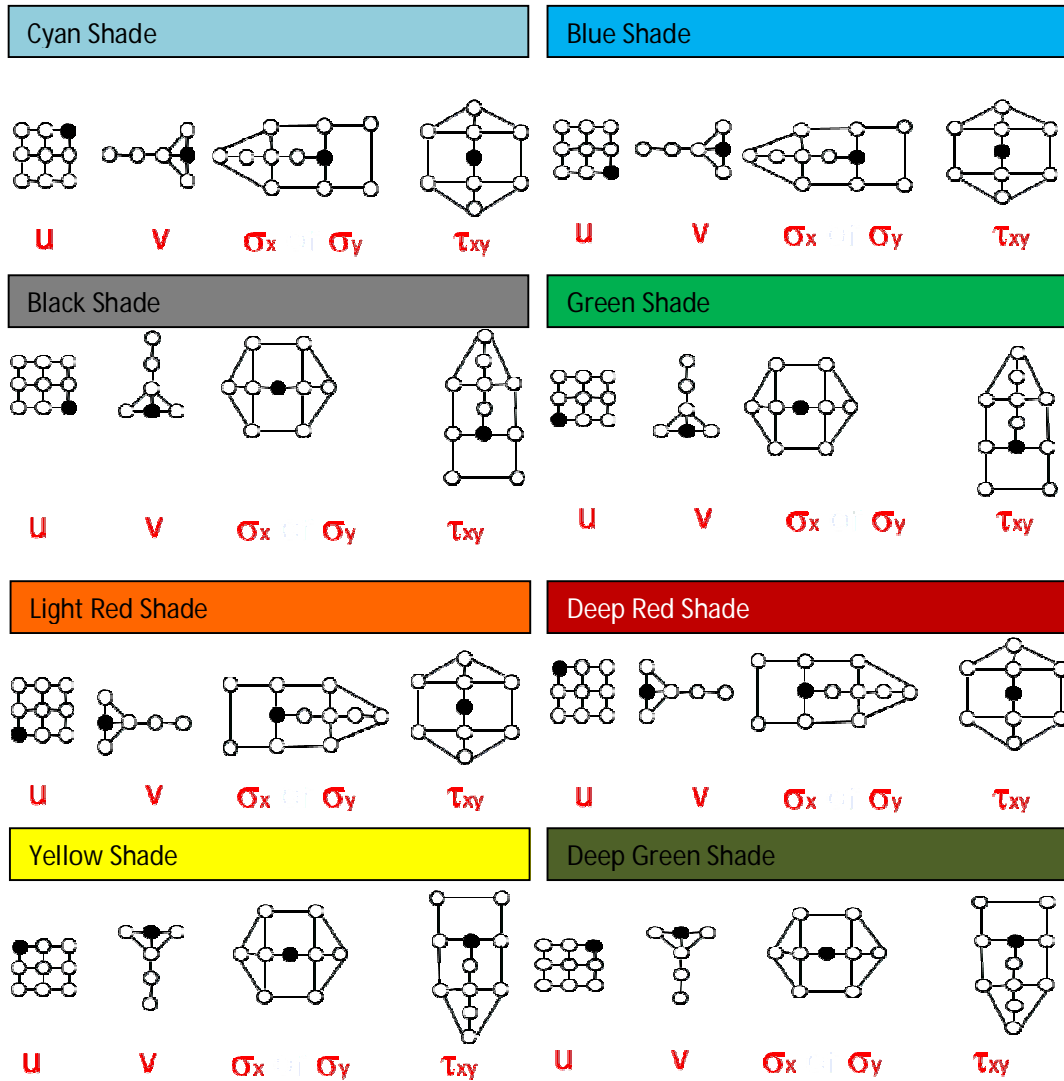 Cyan Shade
Blue Shade
u v σx σy τxy
u v σx σy τxy
Black Shade
Green Shade
u v σx σy τxy
u v σx σy τxy
Light Red Shade
Deep Red Shade
u v σx σy τxy
u v σx σy τxy
Yellow Shade
Deep Green Shade
u v σx σy τxy
u v σx σy τxy